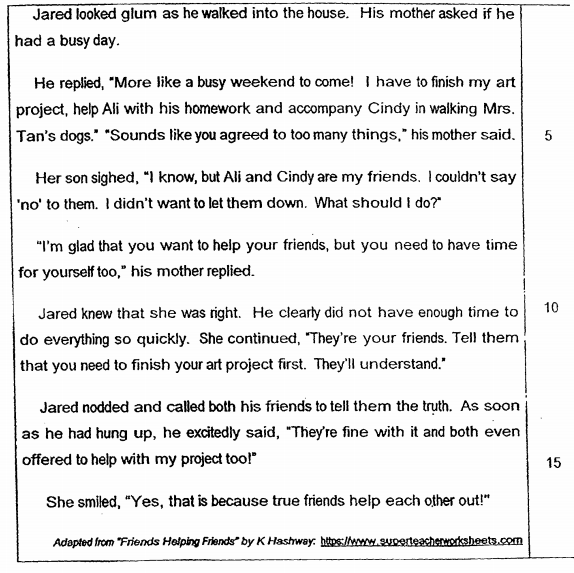 Jared looked glum as he walked into the house. His mother asked if he
had a busy day.
He replied, "More like a busy weekend to come! I have to finish my art
project, help Ali with his homework and accompany Cindy in walking Mrs.
Tan's dogs." "Sounds like you agreed to too many things," his mother said. 5
Her son sighed, "I know, but Ali and Cindy are my friends. I couldn't say
'no' to them. I didn't want to let them down. What should I do?"
"I'm glad that you want to help your friends, but you need to have time
for yourself too," his mother replied.
Jared knew that she was right. He clearly did not have enough time to 10
do everything so quickly. She continued, "They're your friends. Tell them
that you need to finish your art project first. They'll understand."
Jared nodded and called both his friends to tell them the truth. As soon
as he had hung up, he excitedly said, "They're fine with it and both even
offered to help with my project too!" 15
She smiled, "Yes, that is because true friends help each other out!"
Adapted from "Friends Helping Friends" by K Hashway: https://www.superteacherworksheets.com